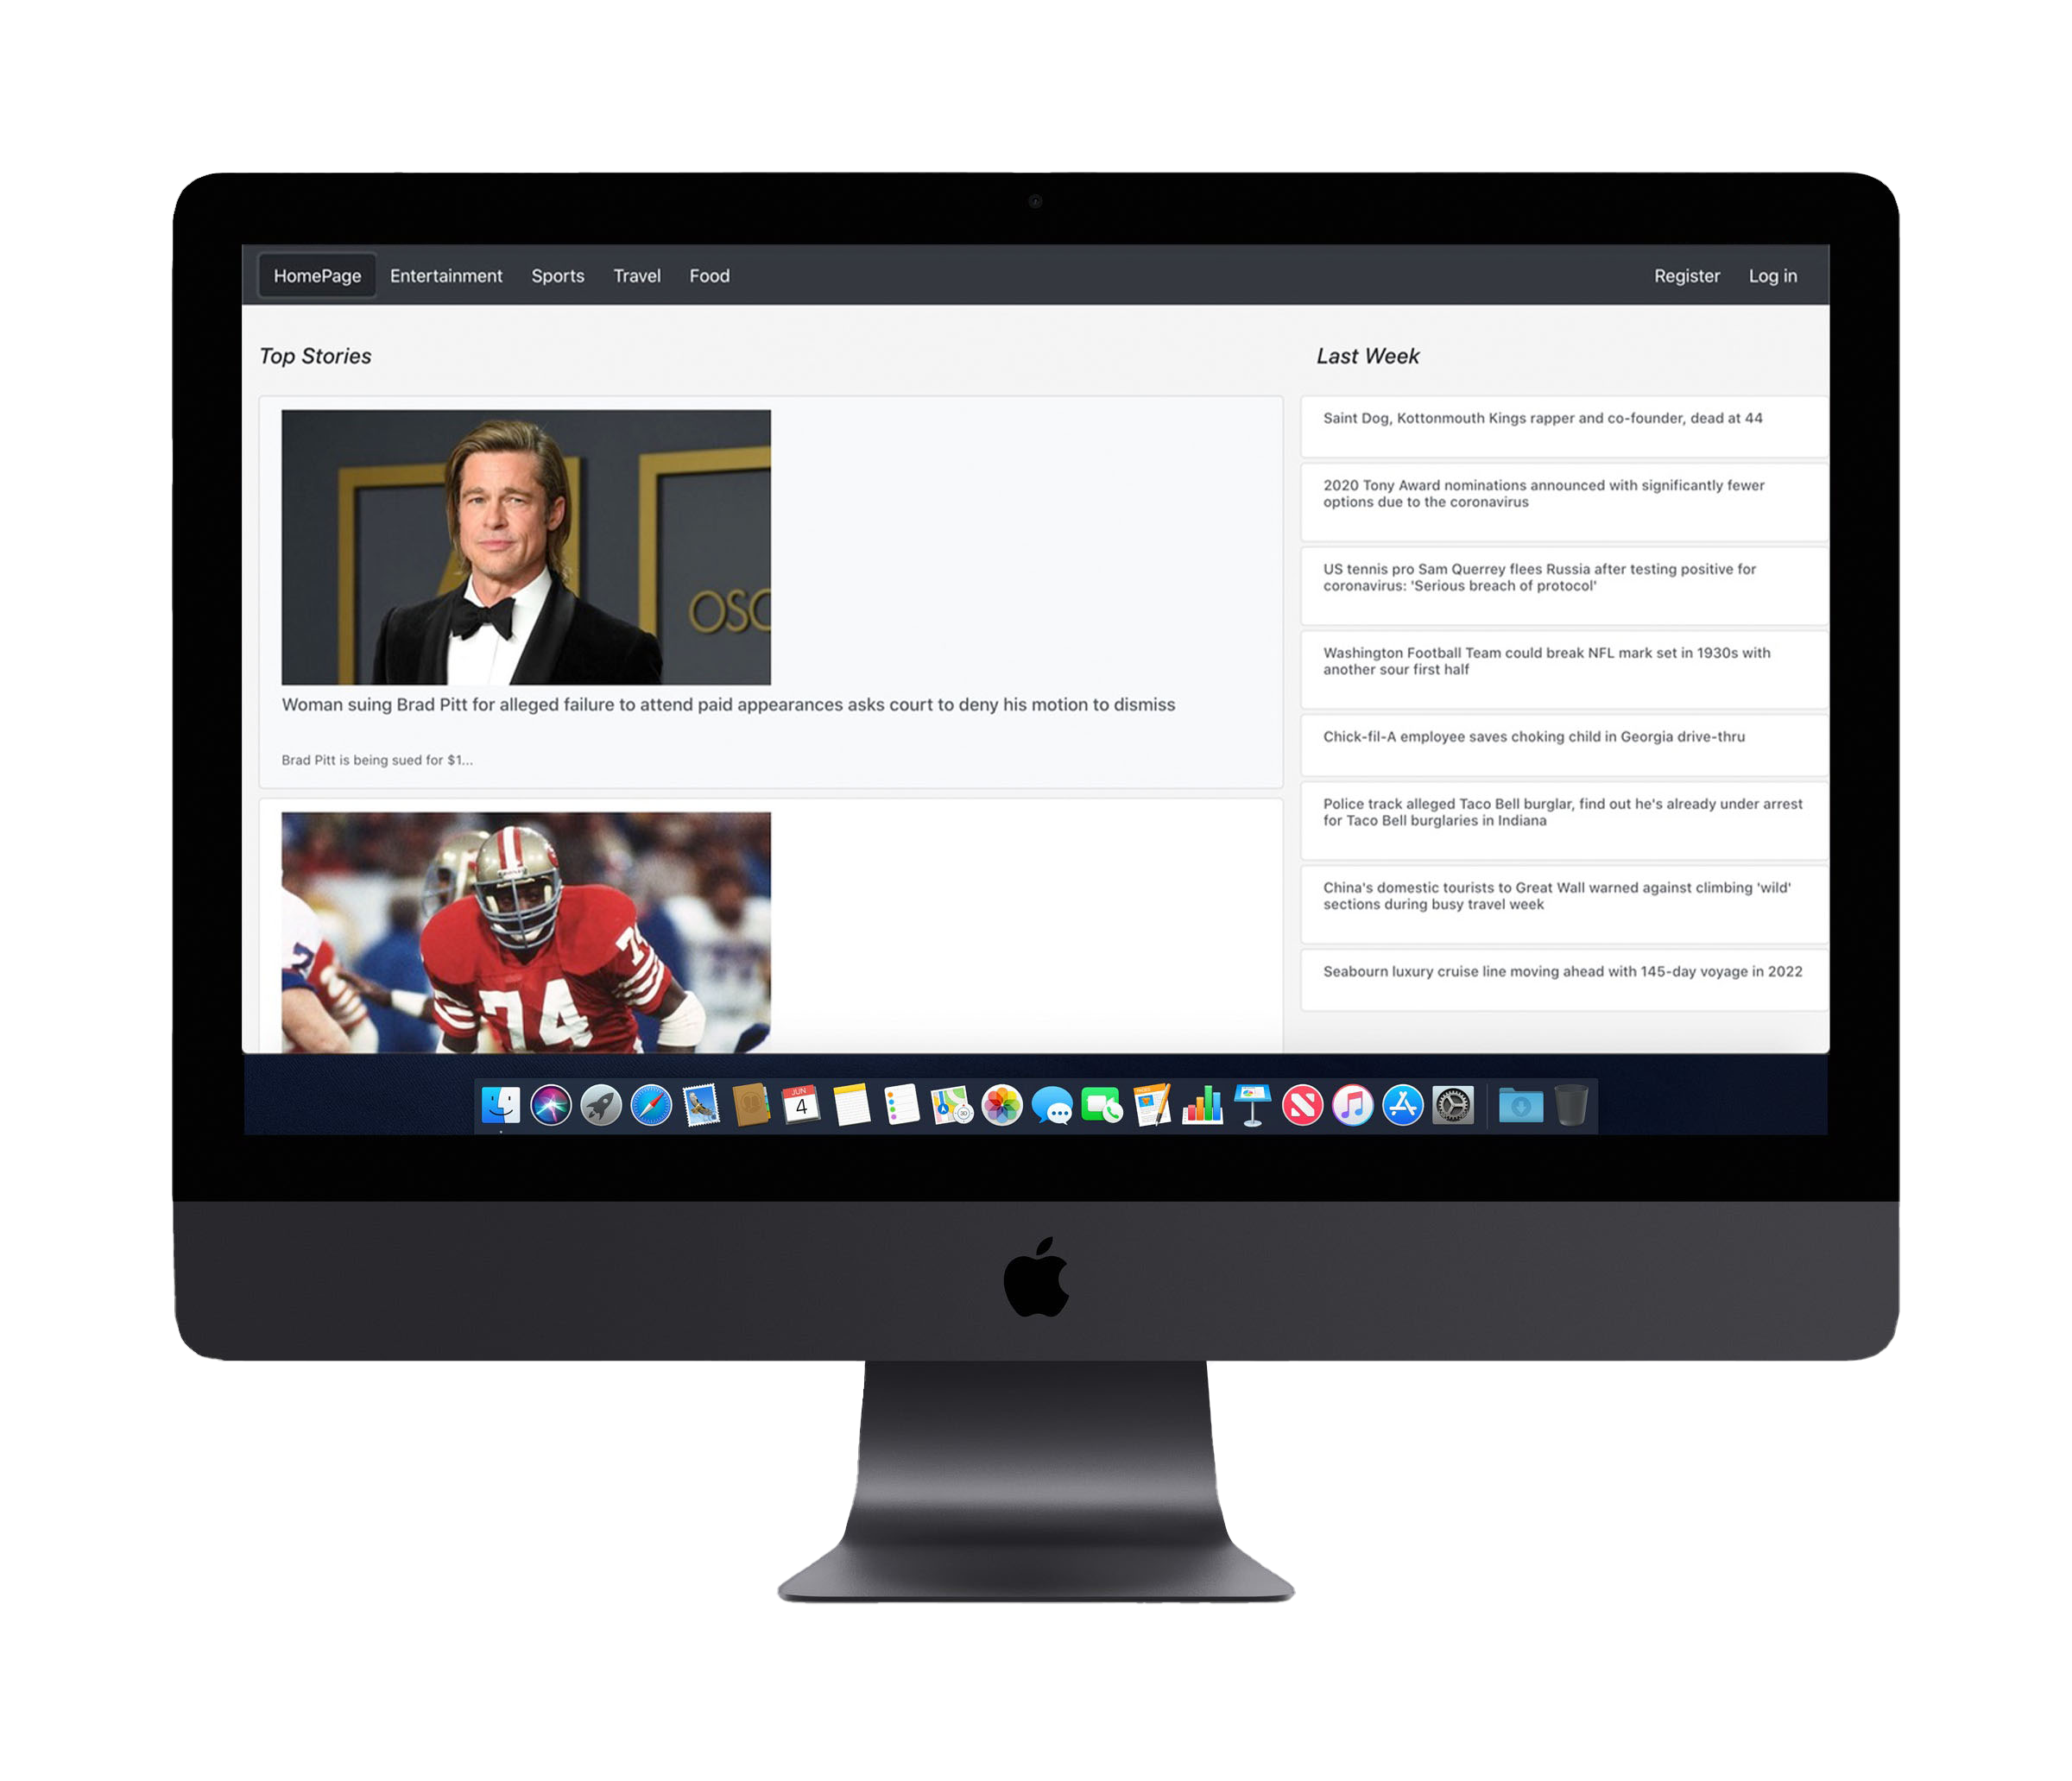 HomePage Entertainment Sports Travel Food Register Log in
Top Stories
OSC
Woman suing Brad Pitt for alleged failure to attend paid appearances asks court to deny his motion to dismiss
Brad Pitt is being sued for $1...
74
74
Last Week
Saint Dog, Kottonmouth Kings rapper and co-founder, dead at 44
2020 Tony Award nominations announced with significantly fewer
options due to the coronavirus
US tennis pro Sam Querrey flees Russia after testing positive for
coronavirus: 'Serious breach of protocol'
Washington Football Team could break NFL mark set in 1930s with
another sour first half
Chick-fil-A employee saves choking child in Georgia drive-thru
Police track alleged Taco Bell burglar, find out he's already under arrest
for Taco Bell burglaries in Indiana
China's domestic tourists to Great Wall warned against climbing 'wild'
sections during busy travel week
Seabourn luxury cruise line moving ahead with 145-day voyage in 2022
JUN
4